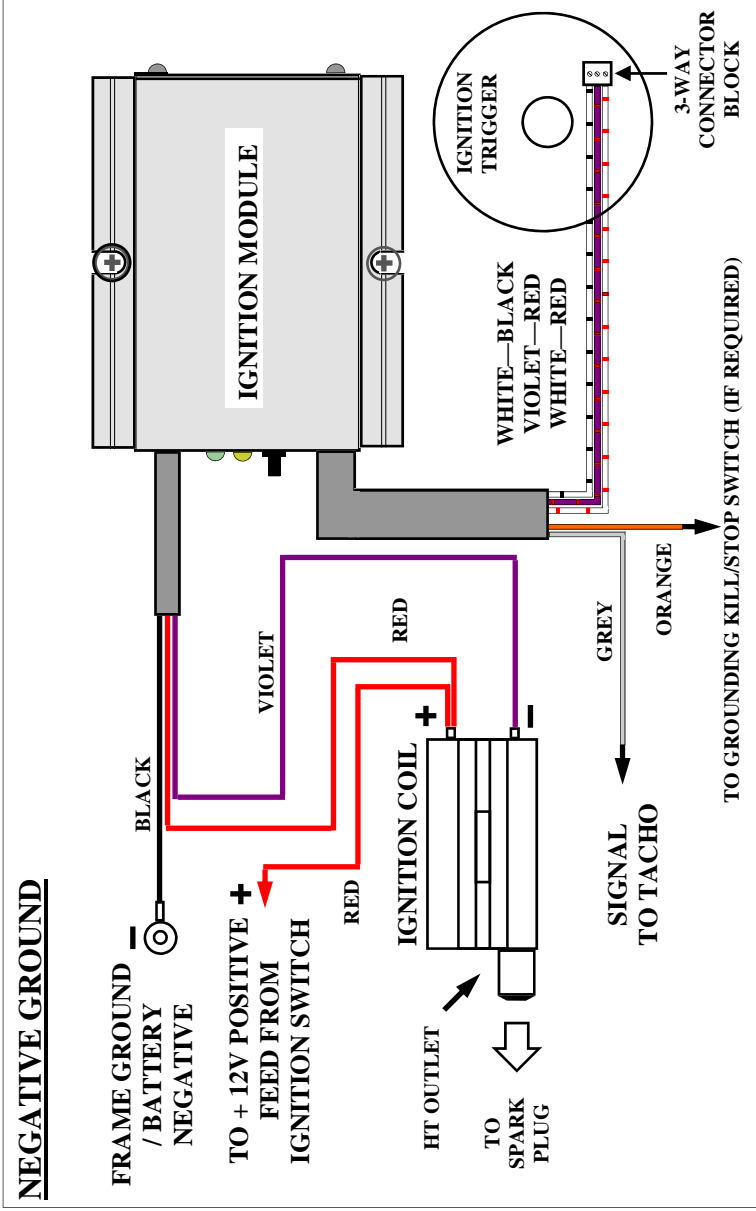 NEGATIVE GROUND
FRAME GROUND
/ BATTERY
NEGATIVE
−
BLACK
TO + 12V POSITIVE
FEED FROM
IGNITION SWITCH
+
RED
VIOLET
RED
IGNITION MODULE
IGNITION COIL
+
−
HT OUTLET
TO
SPARK
PLUG
SIGNAL
TO TACHO
GREY
ORANGE
TO GROUNDING KILL/STOP SWITCH (IF REQUIRED)
WHITE—BLACK
VIOLET—RED
WHITE—RED
IGNITION
TRIGGER
3-WAY
CONNECTOR
BLOCK